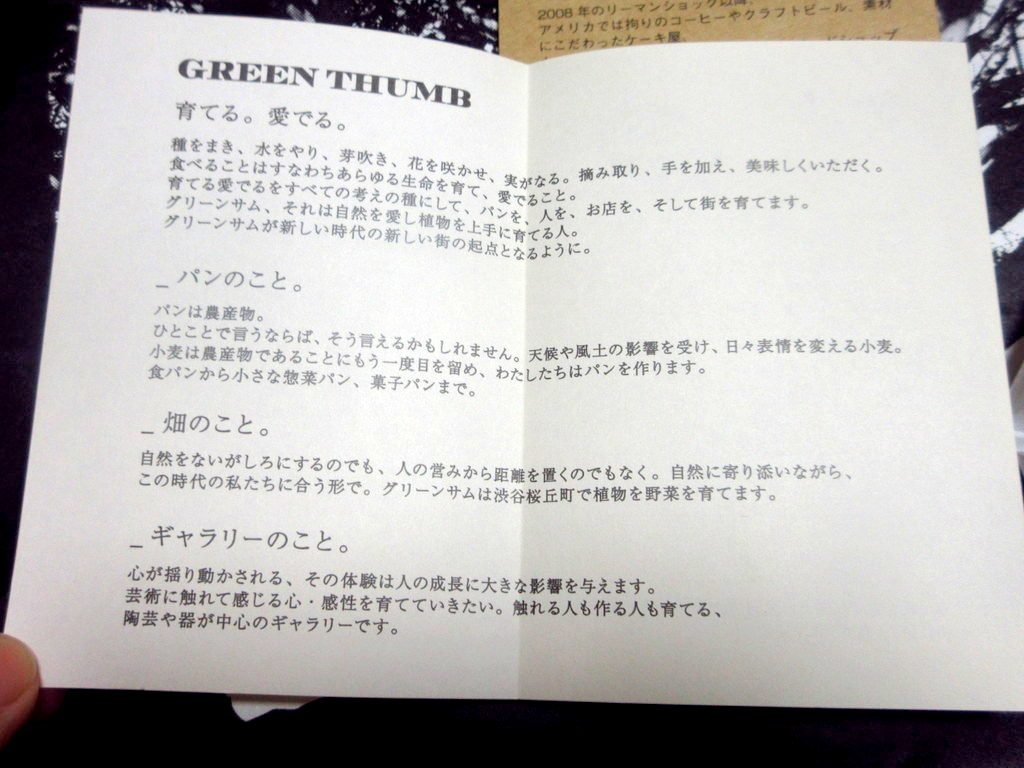 2008年のリーマンショック以降、
アメリカでは拘りのコーヒーやクラフトビール、素材
にこだわったケーキ屋
ドショップ
GREEN THUMB
育てる。愛でる。
種をまき、水をやり、芽吹き、花を咲かせ、実がなる。摘み取り、手を加え、美味しくいただく。
食べることはすなわちあらゆる生命を育て、愛でること。
育てる愛でるをすべての考えの種にして、パンを、人を、お店を、そして街を育てます。
グリーンサム、それは自然を愛し植物を上手に育てる人。
グリーンサムが新しい時代の新しい街の起点となるように。
_ パンのこと。
パンは農産物。
ひとことで言うならば、そう言えるかもしれません。天候や風土の影響を受け、日々表情を変える小麦。
小麦は農産物であることにもう一度目を留め、わたしたちはパンを作ります。
食パンから小さな惣菜パン、菓子パンまで。
_ 畑のこと。
自然をないがしろにするのでも、人の営みから距離を置くのでもなく。自然に寄り添いながら、
この時代の私たちに合う形で。グリーンサムは渋谷桜丘町で植物を野菜を育てます。
_ ギャラリーのこと。
心が揺り動かされる、その体験は人の成長に大きな影響を与えます。
芸術に触れて感じる心・感性を育てていきたい。触れる人も作る人も育てる、
陶芸や器が中心のギャラリーです。